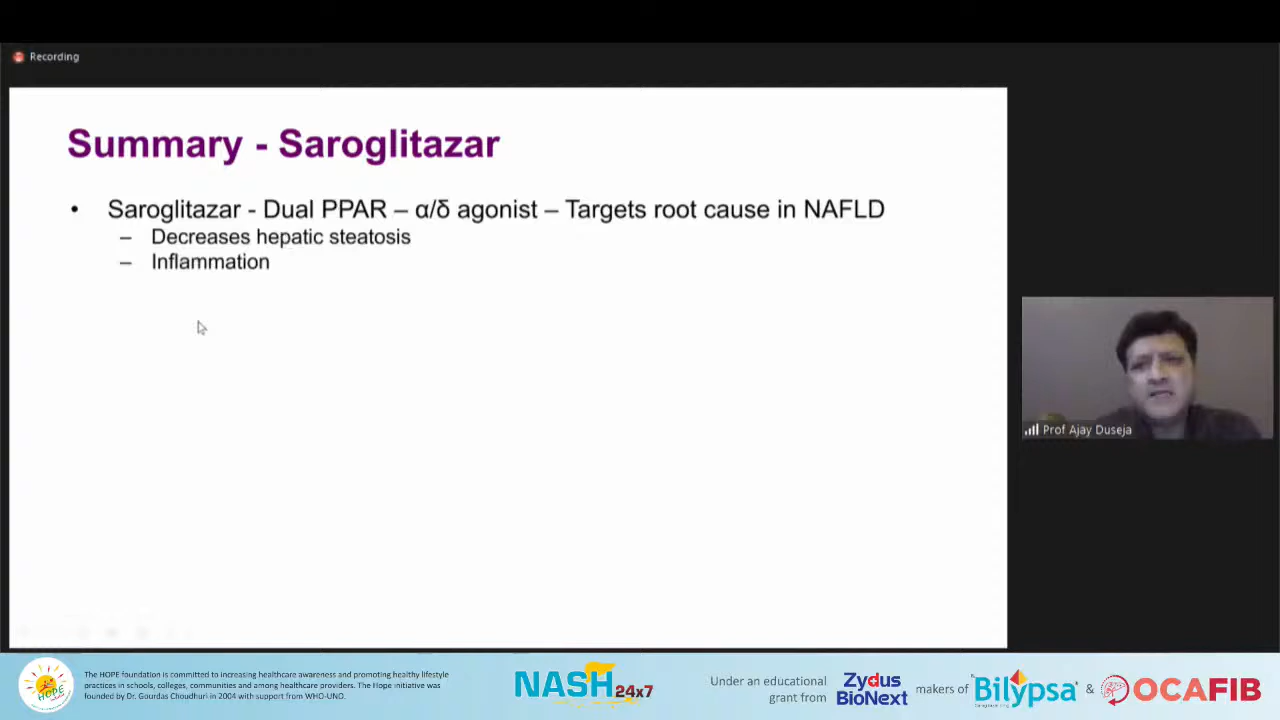 Recording
Summary - Saroglitazar
• Saroglitazar - Dual PPAR – α/δ agonist – Targets root cause in NAFLD
– Decreases hepatic steatosis
– Inflammation
Prof Ajay Duseja
HOPE
The HOPE foundation is committed to increasing healthcare awareness and promoting healthy lifestyle
practices in schools, colleges, communities and among healthcare providers. The Hope initiative was
founded by Dr. Gourdas Choudhuri in 2004 with support from WHO-UNO.
NASH 24x7
Under an educational
grant from
Zydus
BioNext
makers of
Bilypsa
&
OCAFIB